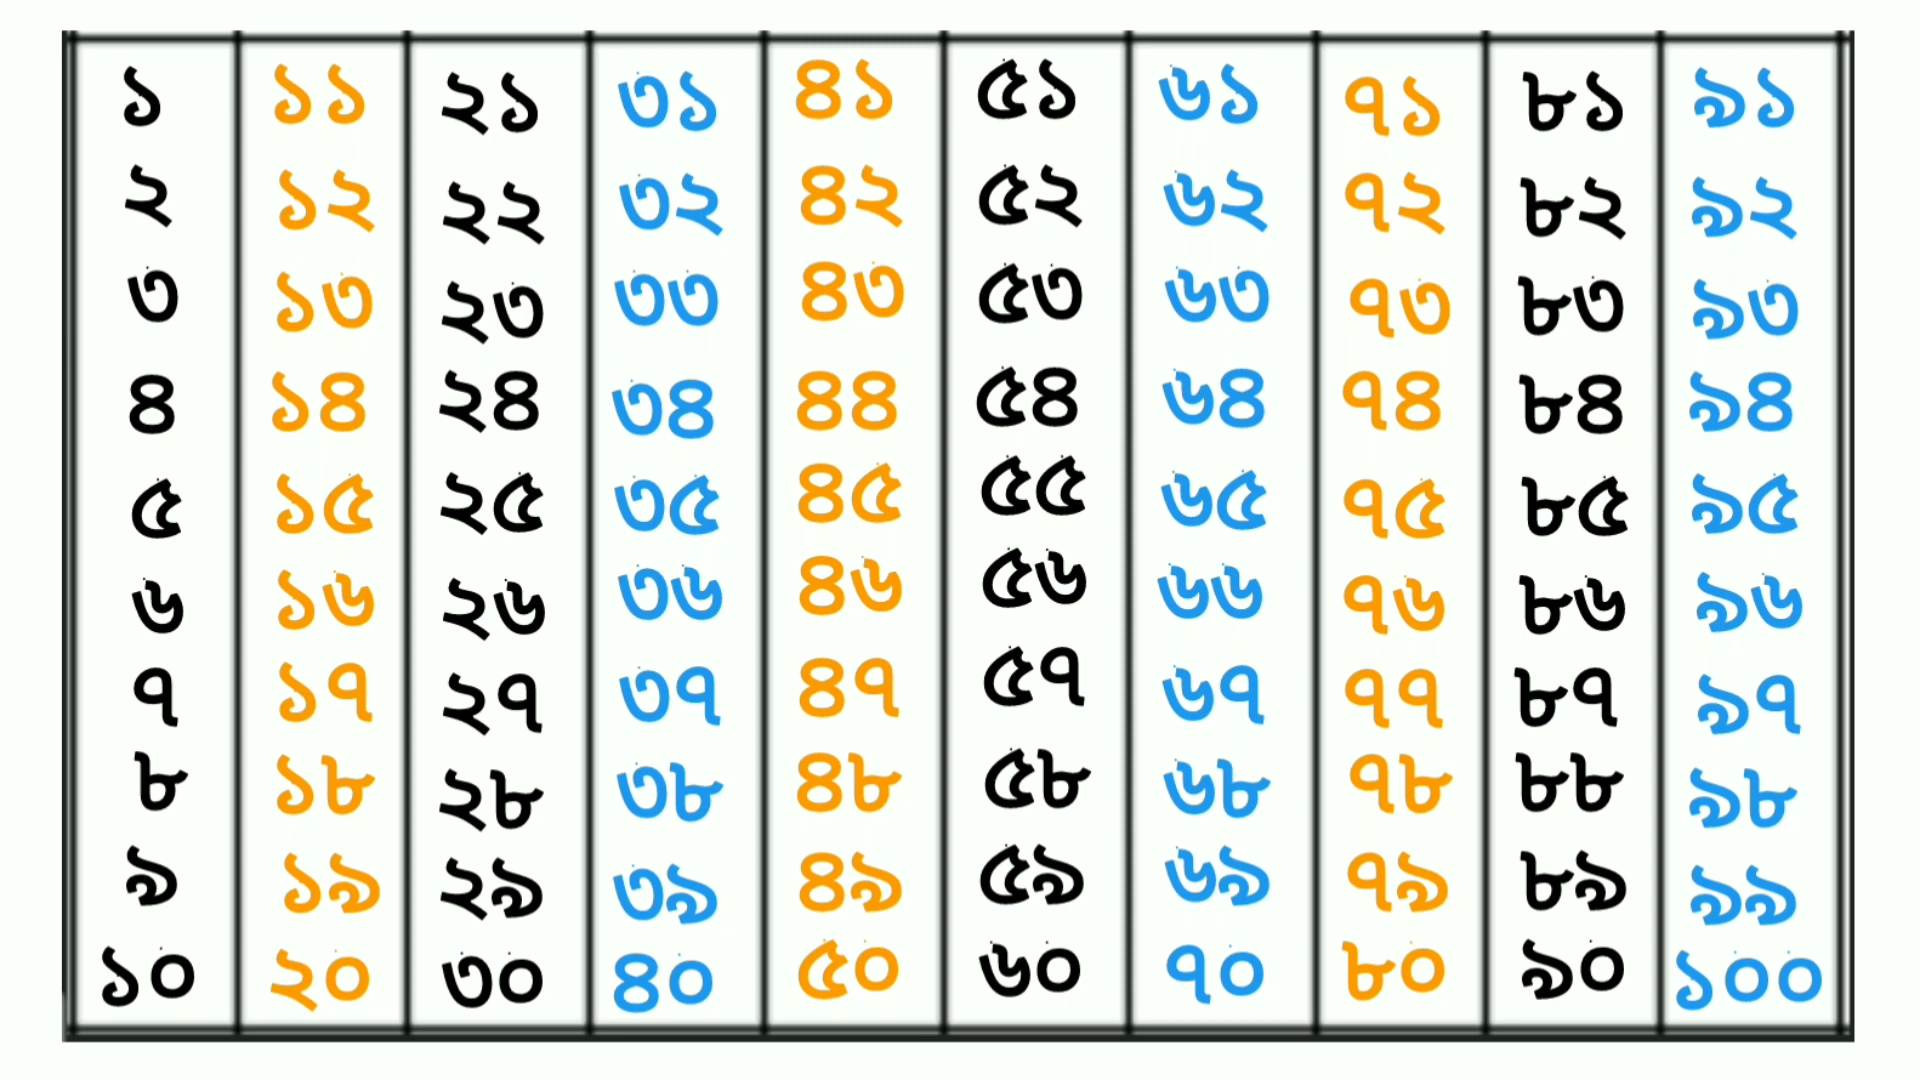 ১ ১১ ২১ ৩১ ৪১ ৫১ ৬১ ৭১ ৮১ ৯১
২ ১২ ২২ ৩২ ৪২ ৫২ ৬২ ৭২ ৮২ ৯২
৩ ১৩ ২৩ ৩৩ ৪৩ ৫৩ ৬৩ ৭৩ ৮৩ ৯৩
৪ ১৪ ২৪ ৩৪ ৪৪ ৫৪ ৬৪ ৭৪ ৮৪ ৯৪
৫ ১৫ ২৫ ৩৫ ৪৫ ৫৫ ৬৫ ৭৫ ৮৫ ৯৫
৬ ১৬ ২৬ ৩৬ ৪৬ ৫৬ ৬৬ ৭৬ ৮৬ ৯৬
৭ ১৭ ২৭ ৩৭ ৪৭ ৫৭ ৬৭ ৭৭ ৮৭ ৯৭
৮ ১৮ ২৮ ৩৮ ৪৮ ৫৮ ৬৮ ৭৮ ৮৮ ৯৮
৯ ১৯ ২৯ ৩৯ ৪৯ ৫৯ ৬৯ ৭৯ ৮৯ ৯৯
১০ ২০ ৩০ ৪০ ৫০ ৬০ ৭০ ৮০ ৯০ ১০০